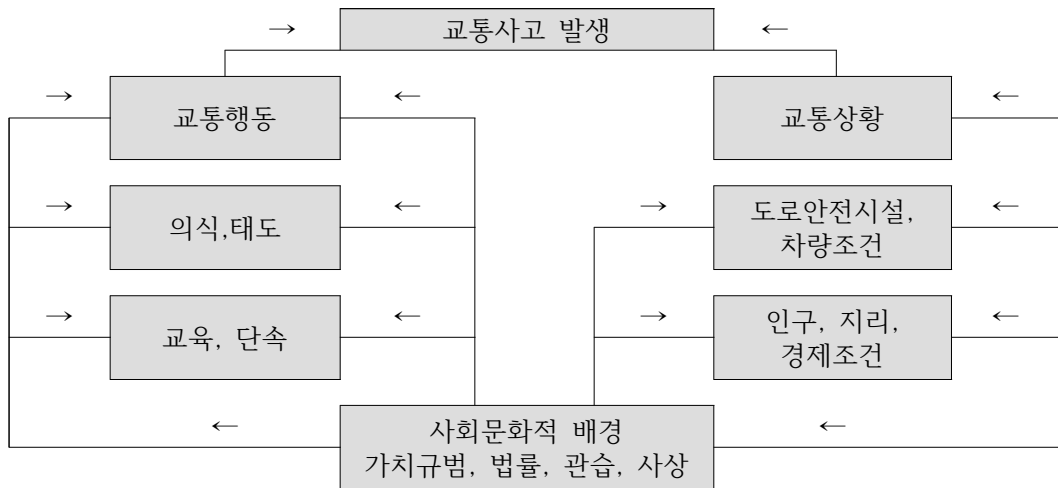 교통사고 발생
교통행동
교통상황
의식,태도
도로안전시설,
차량조건
교육, 단속
인구, 지리,
경제조건
사회문화적 배경
가치규범, 법률, 관습, 사상